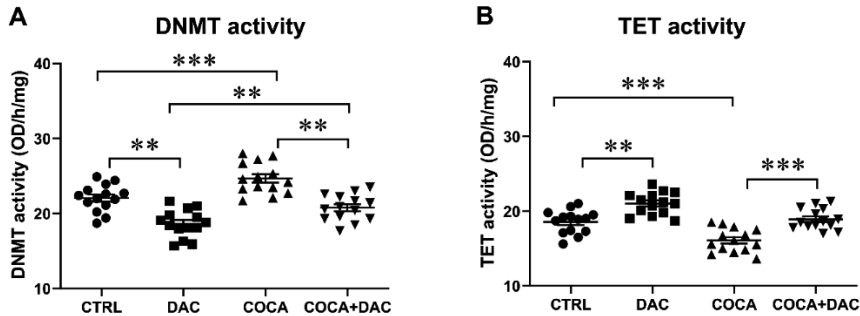 A
DNMT activity
DNMT activity (OD/h/mg)
40
30
20
10
***
**
**
**
CTRL
DAC
COCA
COCA+DAC
B
TET activity
TET activity (OD/h/mg)
40
30
20
10
***
**
***
CTRL
DAC
COCA
COCA+DAC